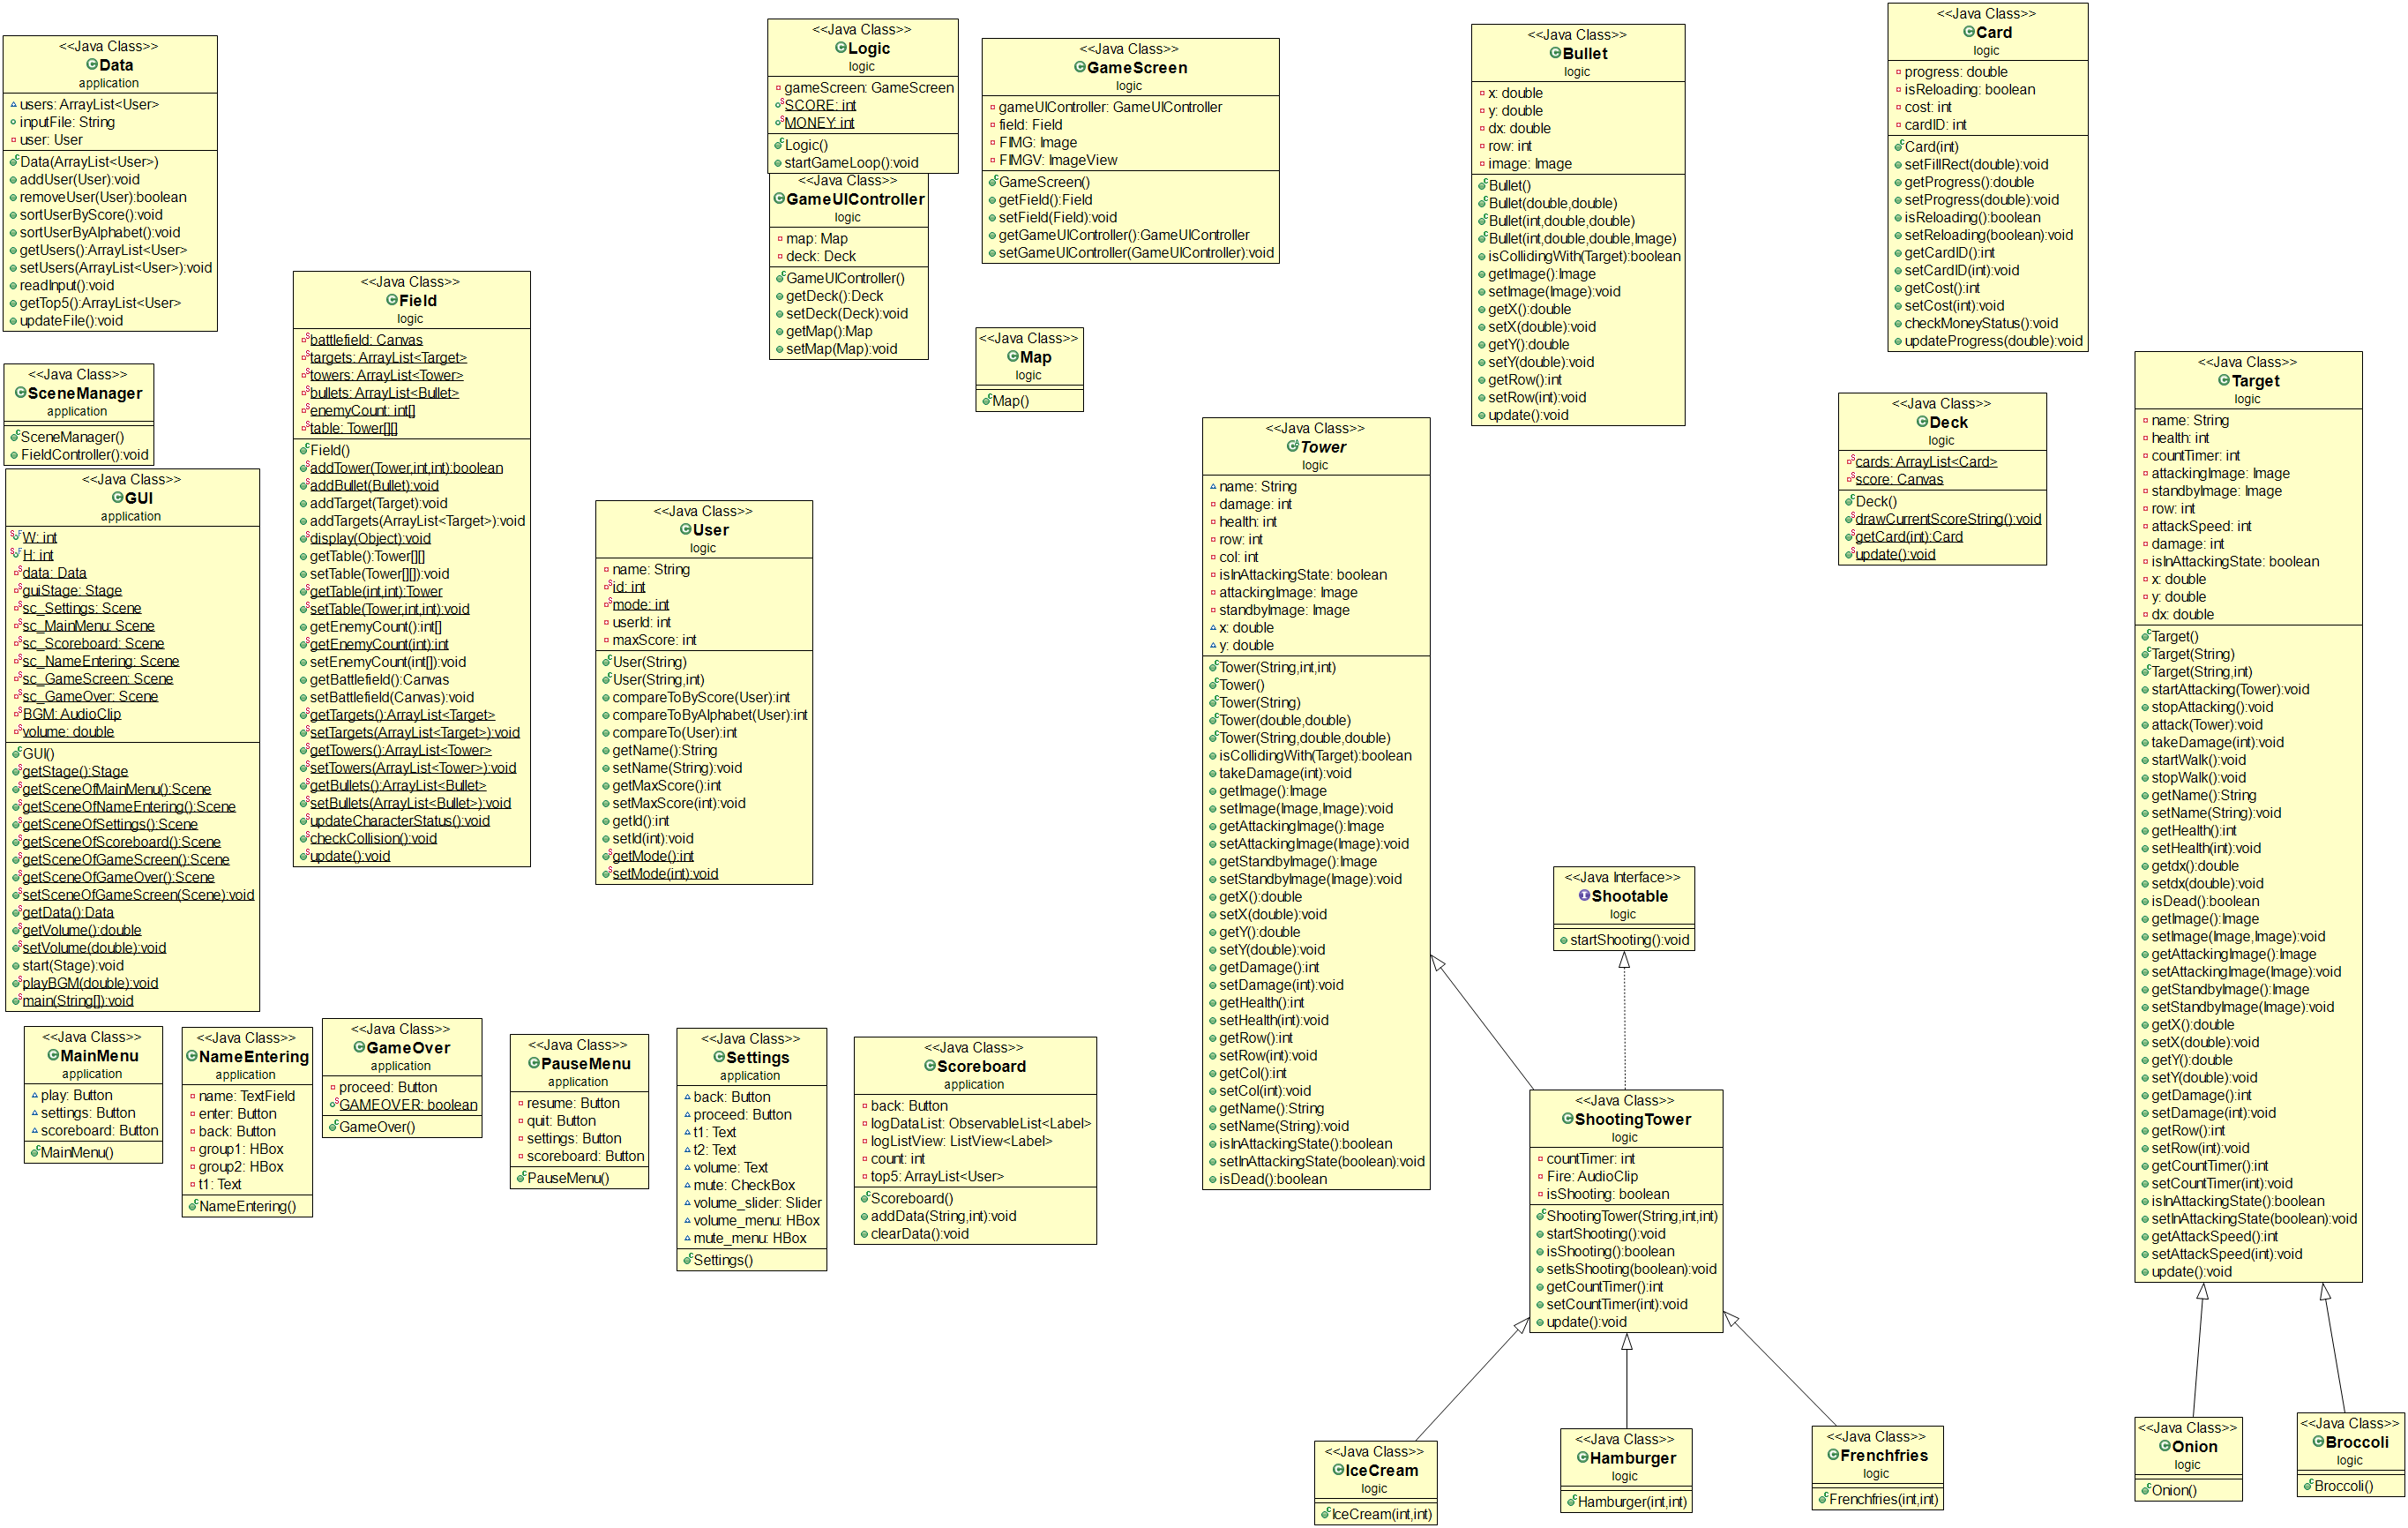 <<Java Class>>
Data
application
users: ArrayList<User>
inputFile: String
user: User
Data(ArrayList<User>)
addUser(User):void
removeUser(User):boolean
sortUserByScore():void
sortUserByAlphabet():void
getUsers():ArrayList<User>
setUsers(ArrayList<User>):void
readInput():void
getTop5():ArrayList<User>
updateFile():void
<<Java Class>>
SceneManager
application
SceneManager()
FieldController():void
<<Java Class>>
GUI
application
W: int
H: int
data: Data
guiStage: Stage
sc_Settings: Scene
sc_MainMenu: Scene
sc_Scoreboard: Scene
sc_NameEntering: Scene
sc_GameScreen: Scene
sc_GameOver: Scene
BGM: AudioClip
volume: double
GUI()
getStage():Stage
getSceneOfMainMenu():Scene
getSceneOfNameEntering():Scene
getSceneOfSettings():Scene
getSceneOfScoreboard():Scene
getSceneOfGameScreen():Scene
getSceneOfGameOver():Scene
setSceneOfGameScreen(Scene):void
getData():Data
getVolume():double
setVolume(double):void
start(Stage):void
playBGM(double):void
main(String[]):void
<<Java Class>>
Field
logic
battlefield: Canvas
targets: ArrayList<Target>
towers: ArrayList<Tower>
bullets: ArrayList<Bullet>
enemyCount: int[]
table: Tower[][]
Field()
addTower(Tower,int,int):boolean
addBullet(Bullet):void
addTarget(Target):void
addTargets(ArrayList<Target>):void
display(Object):void
getTable():Tower[][]
setTable(Tower[][]):void
getTable(int,int):Tower
setTable(Tower,int,int):void
getEnemyCount():int[]
getEnemyCount(int):int
setEnemyCount(int[]):void
getBattlefield():Canvas
setBattlefield(Canvas):void
getTargets():ArrayList<Target>
setTargets(ArrayList<Target>):void
getTowers():ArrayList<Tower>
setTowers(ArrayList<Tower>):void
getBullets():ArrayList<Bullet>
setBullets(ArrayList<Bullet>):void
updateCharacterStatus():void
checkCollision():void
update():void
<<Java Class>>
User
logic
name: String
id: int
mode: int
userId: int
maxScore: int
User(String)
User(String,int)
compareToByScore(User):int
compareToByAlphabet(User):int
compareTo(User):int
getName():String
setName(String):void
getMaxScore():int
setMaxScore(int):void
getId():int
setId(int):void
getMode():int
setMode(int):void
<<Java Class>>
Logic
logic
gameScreen: GameScreen
SCORE: int
MONEY: int
Logic()
startGameLoop():void
<<Java Class>>
GameUIController
logic
map: Map
deck: Deck
GameUIController()
getDeck():Deck
setDeck(Deck):void
getMap():Map
setMap(Map):void
<<Java Class>>
GameScreen
logic
gameUIController: GameUIController
field: Field
FIMG: Image
FIMGV: ImageView
GameScreen()
getField():Field
setField(Field):void
getGameUIController():GameUIController
setGameUIController(GameUIController):void
<<Java Class>>
Map
logic
Map()
<<Java Class>>
Bullet
logic
x: double
y: double
dx: double
row: int
image: Image
Bullet()
Bullet(double,double)
Bullet(int,double,double)
Bullet(int,double,double,Image)
isCollidingWith(Target):boolean
getImage():Image
setImage(Image):void
getX():double
setX(double):void
getY():double
setY(double):void
getRow():int
setRow(int):void
update():void
<<Java Class>>
Card
logic
progress: double
isReloading: boolean
cost: int
cardID: int
Card(int)
setFillRect(double):void
getProgress():double
setProgress(double):void
isReloading():boolean
setReloading(boolean):void
getCardID():int
setCardID(int):void
getCost():int
setCost(int):void
checkMoneyStatus():void
updateProgress(double):void
<<Java Class>>
Deck
logic
cards: ArrayList<Card>
score: Canvas
Deck()
drawCurrentScoreString():void
getCard(int):Card
update():void
<<Java Class>>
Tower
logic
name: String
damage: int
health: int
row: int
col: int
isInAttackingState: boolean
attackingImage: Image
standbyImage: Image
x: double
y: double
Tower(String,int,int)
Tower()
Tower(String)
Tower(double,double)
Tower(String,double,double)
isCollidingWith(Target):boolean
takeDamage(int):void
getImage():Image
setImage(Image,Image):void
getAttackingImage():Image
setAttackingImage(Image):void
getStandbyImage():Image
setStandbyImage(Image):void
getX():double
setX(double):void
getY():double
setY(double):void
getDamage():int
setDamage(int):void
getHealth():int
setHealth(int):void
getRow():int
setRow(int):void
getCol():int
setCol(int):void
getName():String
setName(String):void
isInAttackingState():boolean
setInAttackingState(boolean):void
isDead():boolean
<<Java Interface>>
Shootable
logic
startShooting():void
<<Java Class>>
Target
logic
name: String
health: int
countTimer: int
attackingImage: Image
standbyImage: Image
row: int
attackSpeed: int
damage: int
isInAttackingState: boolean
x: double
y: double
dx: double
Target()
Target(String)
Target(String,int)
startAttacking(Tower):void
stopAttacking():void
attack(Tower):void
takeDamage(int):void
startWalk():void
stopWalk():void
getName():String
setName(String):void
getHealth():int
setHealth(int):void
getdx():double
setdx(double):void
isDead():boolean
getImage():Image
setImage(Image,Image):void
getAttackingImage():Image
setAttackingImage(Image):void
getStandbyImage():Image
setStandbyImage(Image):void
getX():double
setX(double):void
getY():double
setY(double):void
getDamage():int
setDamage(int):void
getRow():int
setRow(int):void
getCountTimer():int
setCountTimer(int):void
isInAttackingState():boolean
setInAttackingState(boolean):void
getAttackSpeed():int
setAttackSpeed(int):void
update():void
<<Java Class>>
MainMenu
application
play: Button
settings: Button
scoreboard: Button
MainMenu()
<<Java Class>>
NameEntering
application
name: TextField
enter: Button
back: Button
group1: HBox
group2: HBox
t1: Text
NameEntering()
<<Java Class>>
GameOver
application
proceed: Button
GAMEOVER: boolean
GameOver()
<<Java Class>>
PauseMenu
application
resume: Button
quit: Button
settings: Button
scoreboard: Button
PauseMenu()
<<Java Class>>
Settings
application
back: Button
proceed: Button
t1: Text
t2: Text
volume: Text
mute: CheckBox
volume_slider: Slider
volume_menu: HBox
mute_menu: HBox
Settings()
<<Java Class>>
Scoreboard
application
back: Button
logDataList: ObservableList<Label>
logListView: ListView<Label>
count: int
top5: ArrayList<User>
Scoreboard()
addData(String,int):void
clearData():void
<<Java Class>>
ShootingTower
logic
countTimer: int
Fire: AudioClip
isShooting: boolean
ShootingTower(String,int,int)
startShooting():void
isShooting():boolean
setIsShooting(boolean):void
getCountTimer():int
setCountTimer(int):void
update():void
<<Java Class>>
IceCream
logic
IceCream(int,int)
<<Java Class>>
Hamburger
logic
Hamburger(int,int)
<<Java Class>>
Frenchfries
logic
Frenchfries(int,int)
<<Java Class>>
Onion
logic
Onion()
<<Java Class>>
Broccoli
logic
Broccoli()